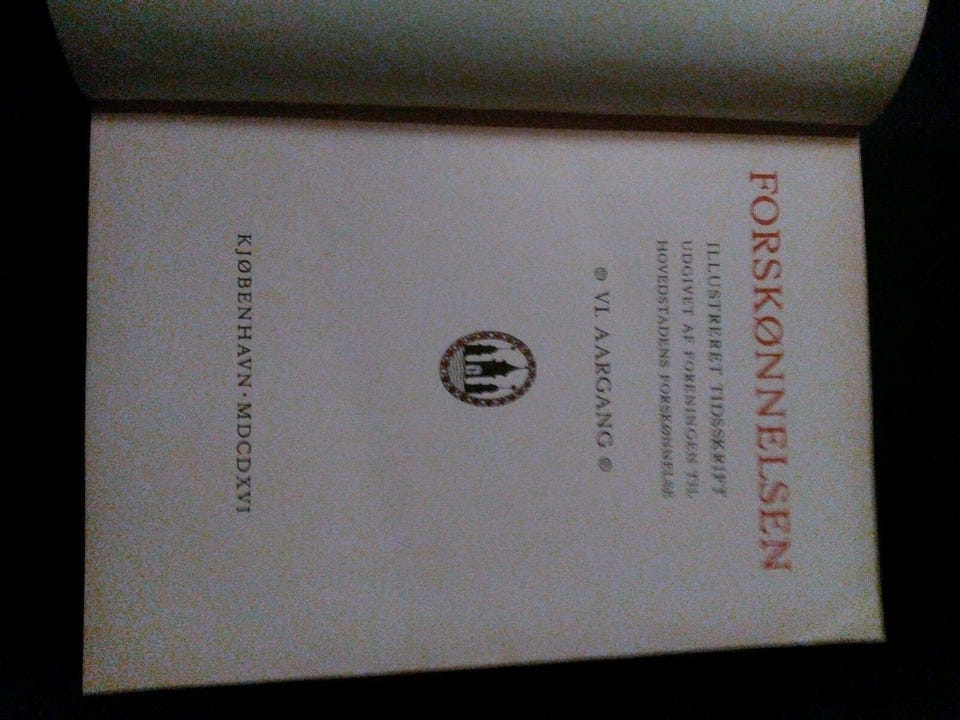 FORSKØNNELSEN
ILLUSTRERET TIDSSKRIFT
UDGIVET AF FORENINGEN TIL
HOVEDSTADENS FORSKØNNELSE
VI. AARGANG
KJØBENHAVN · MDCDXVI